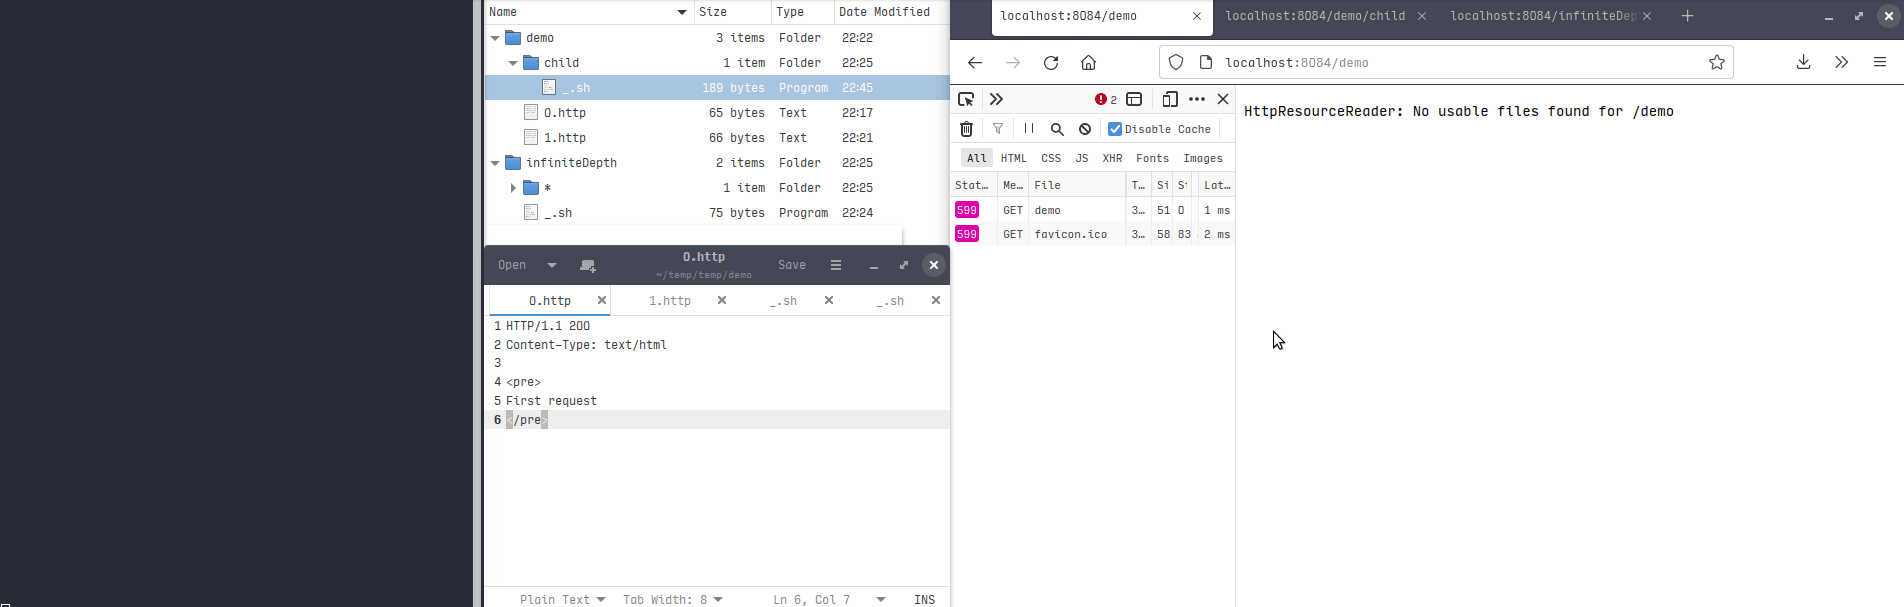 Name Size Type Date Modified
demo 3 items Folder 22:22
child 1 item Folder 22:25
_.sh 189 bytes Program 22:45
0.http 65 bytes Text 22:17
1.http 66 bytes Text 22:21
infiniteDepth 2 items Folder 22:25
* 1 item Folder 22:25
_.sh 75 bytes Program 22:24
Open 0.http Save
~/temp/temp/demo
0.http 1.http _.sh _.sh
1 HTTP/1.1 200
2 Content-Type: text/html
3
4 <pre>
5 First request
6 </pre>
Plain Text Tab Width: 8 Ln 6, Col 7 INS
localhost:8084/demo localhost:8084/demo/child localhost:8084/infiniteDep
localhost:8084/demo
2
Disable Cache
All HTML CSS JS XHR Fonts Images
Stat… Me… File T… Si St Lat…
599 GET demo 3… 51 0 1 ms
599 GET favicon.ico 3… 58 83 2 ms
HttpResourceReader: No usable files found for /demo